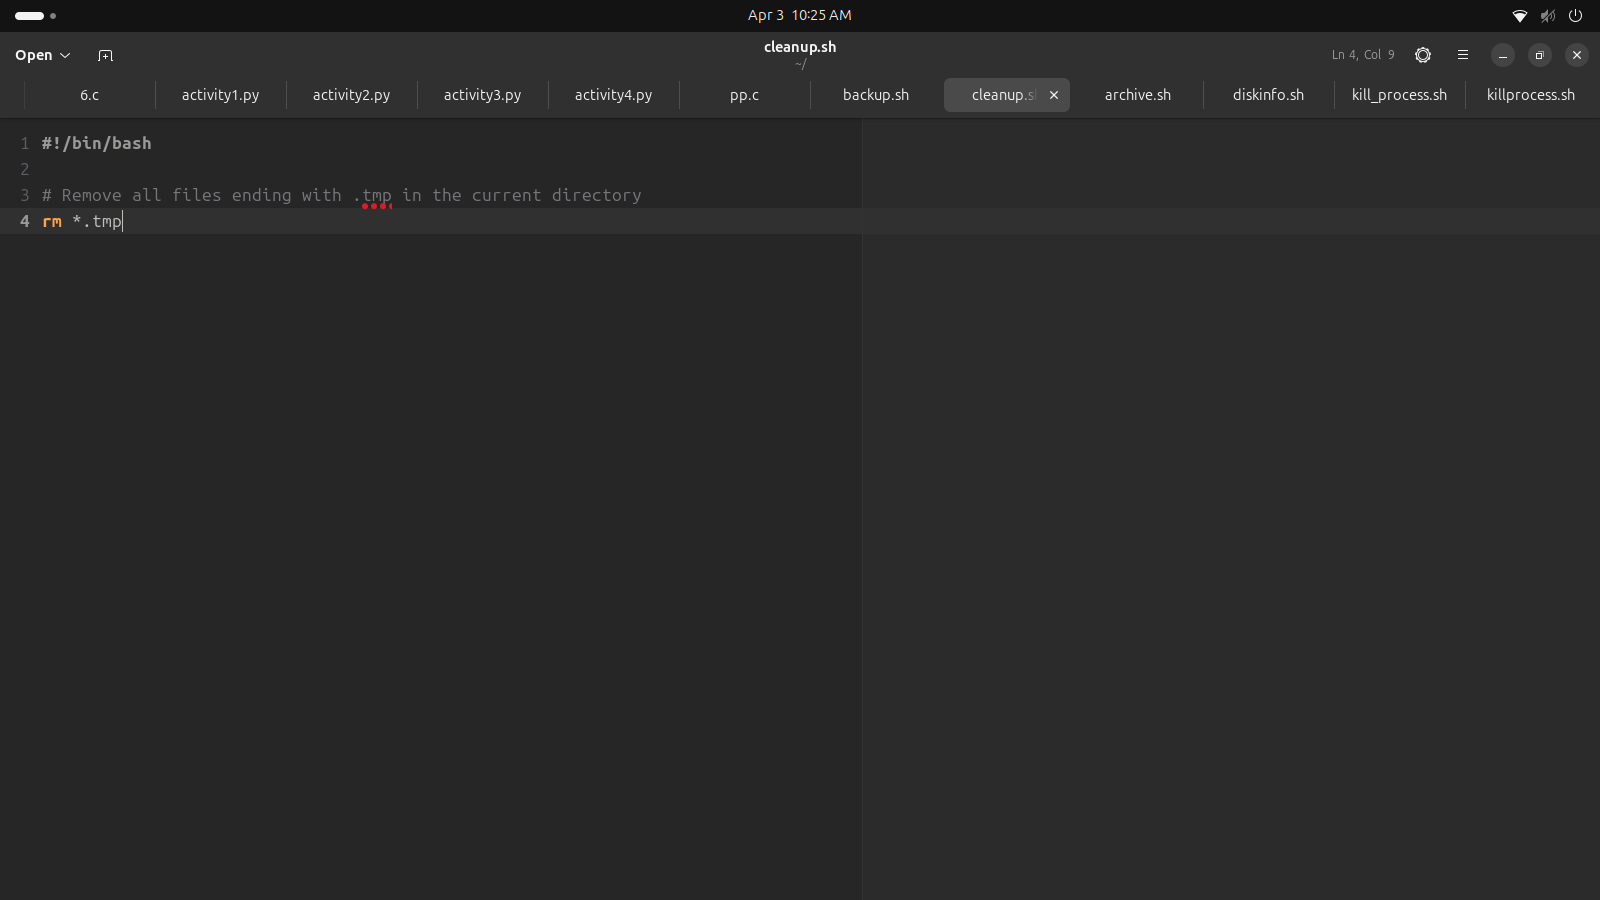 Apr 3 10:25 AM
Open
cleanup.sh
~/
Ln 4, Col 9
6.c
activity1.py
activity2.py
activity3.py
activity4.py
pp.c
backup.sh
cleanup.s
archive.sh
diskinfo.sh
kill_process.sh
killprocess.sh
1 #!/bin/bash
2
3 # Remove all files ending with .tmp in the current directory
4 rm *.tmp